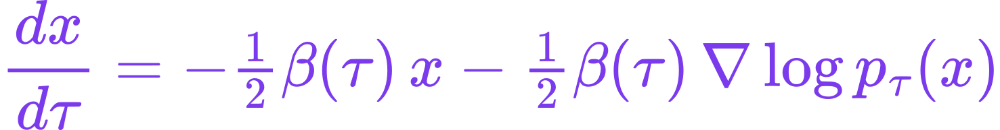 dx/dτ = −½β(τ) x − ½β(τ) ∇ log p_τ(x)